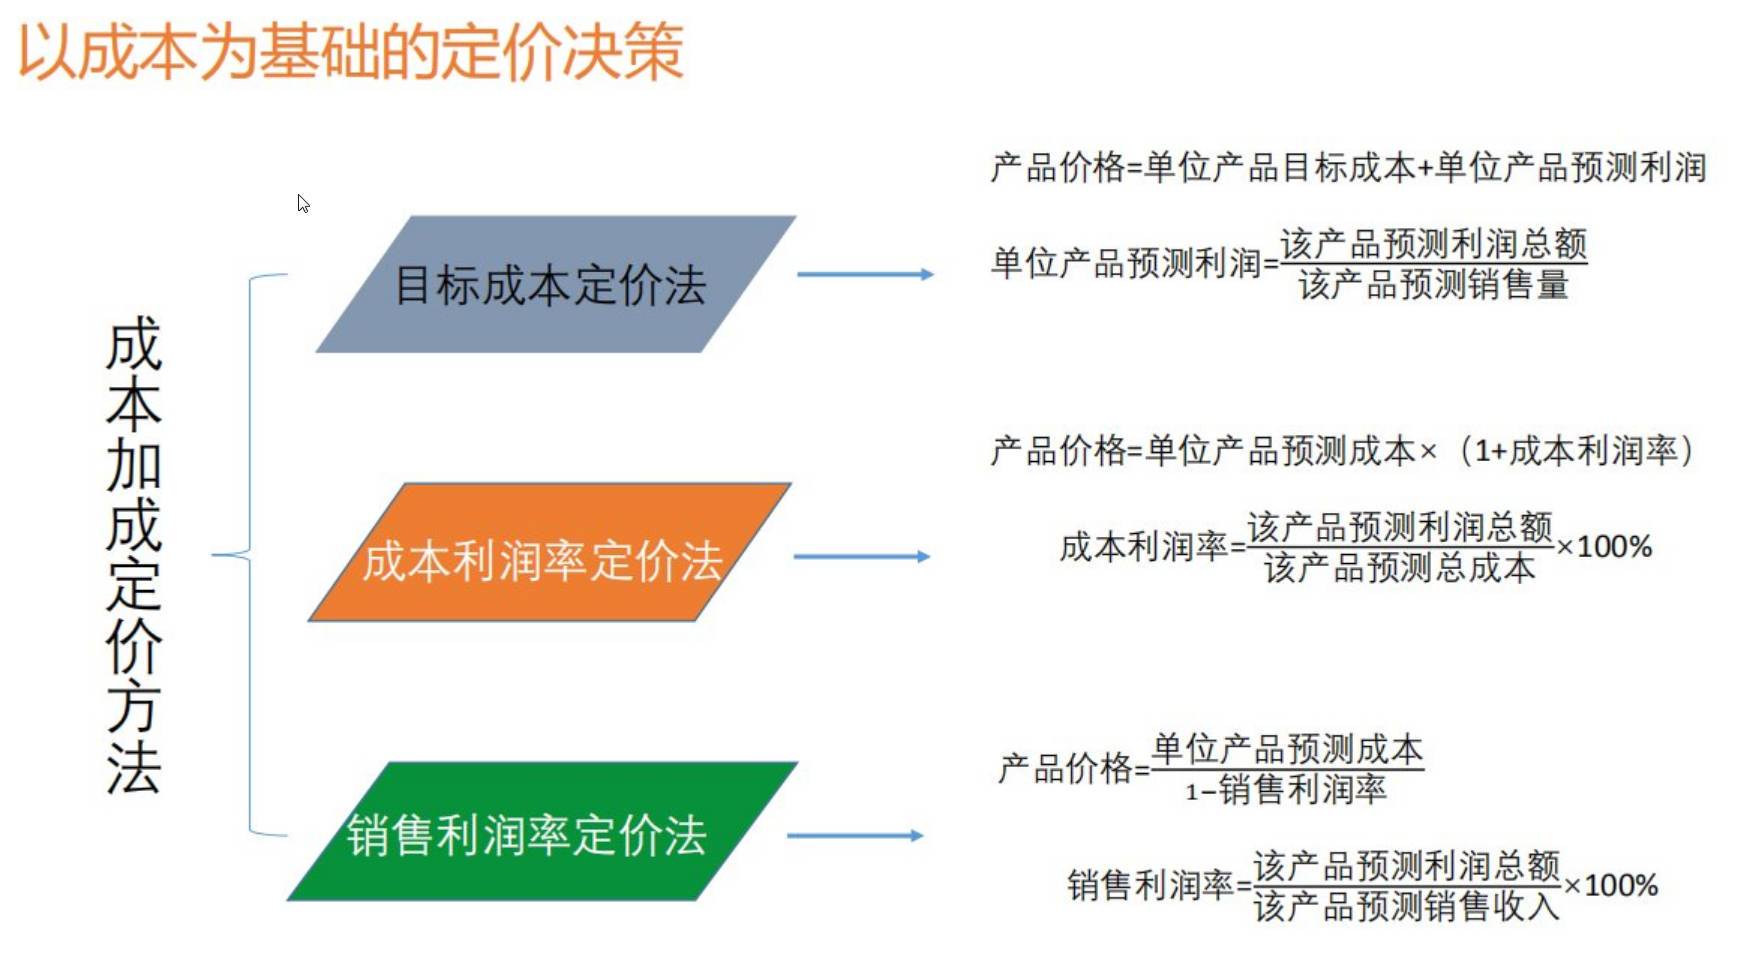 以成本为基础的定价决策
成本加成定价方法
目标成本定价法
产品价格=单位产品目标成本+单位产品预测利润
单位产品预测利润=该产品预测利润总额/该产品预测销售量
成本利润率定价法
产品价格=单位产品预测成本×（1+成本利润率）
成本利润率=该产品预测利润总额/该产品预测总成本×100%
销售利润率定价法
产品价格=单位产品预测成本/1−销售利润率
销售利润率=该产品预测利润总额/该产品预测销售收入×100%